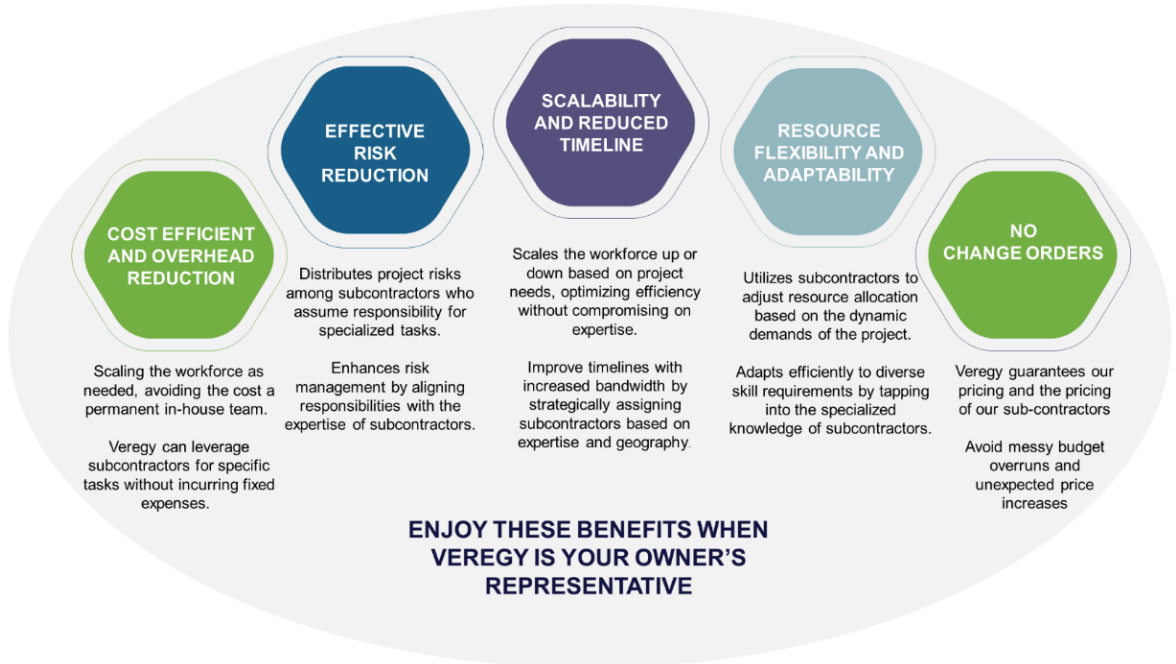 COST EFFICIENT
AND OVERHEAD
REDUCTION
Scaling the workforce as
needed, avoiding the cost a
permanent in-house team.
Veregy can leverage
subcontractors for specific
tasks without incurring fixed
expenses.
EFFECTIVE
RISK
REDUCTION
Distributes project risks
among subcontractors who
assume responsibility for
specialized tasks.
Enhances risk
management by aligning
responsibilities with the
expertise of subcontractors.
SCALABILITY
AND REDUCED
TIMELINE
Scales the workforce up or
down based on project
needs, optimizing efficiency
without compromising on
expertise.
Improve timelines with
increased bandwidth by
strategically assigning
subcontractors based on
expertise and geography.
RESOURCE
FLEXIBILITY AND
ADAPTABILITY
Utilizes subcontractors to
adjust resource allocation
based on the dynamic
demands of the project.
Adapts efficiently to diverse
skill requirements by tapping
into the specialized
knowledge of subcontractors.
NO
CHANGE ORDERS
Veregy guarantees our
pricing and the pricing
of our sub-contractors
Avoid messy budget
overruns and
unexpected price
increases
ENJOY THESE BENEFITS WHEN
VEREGY IS YOUR OWNER’S
REPRESENTATIVE